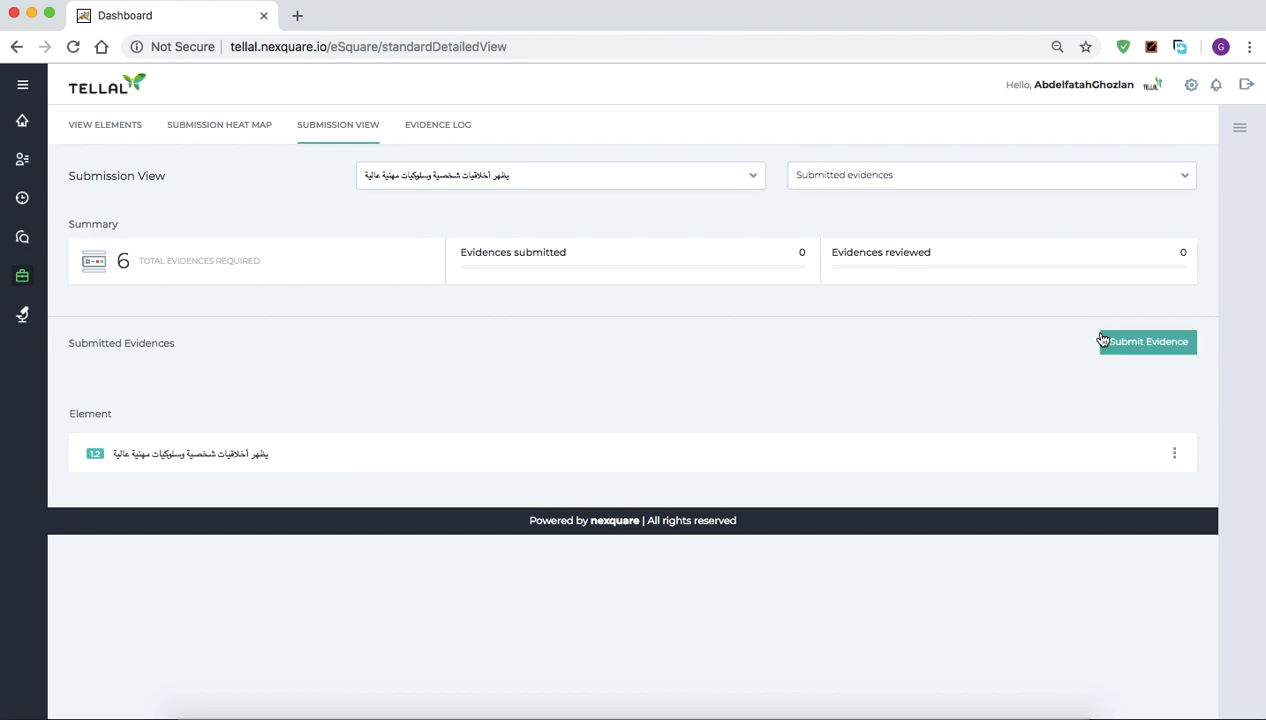 Dashboard
Not Secure | tellal.nexquare.io/eSquare/standardDetailedView
G
TELLAL
Hello, AbdelfatahGhozlan
TELLAL
VIEW ELEMENTS
SUBMISSION HEAT MAP
SUBMISSION VIEW
EVIDENCE LOG
Submission View
يظهر أخلاقيات شخصية وسلوكيات مهنية عالية
Submitted evidences
Summary
6 TOTAL EVIDENCES REQUIRED
Evidences submitted 0
Evidences reviewed 0
Submitted Evidences
Submit Evidence
Element
1.2 يظهر أخلاقيات شخصية وسلوكيات مهنية عالية
Powered by nexquare | All rights reserved